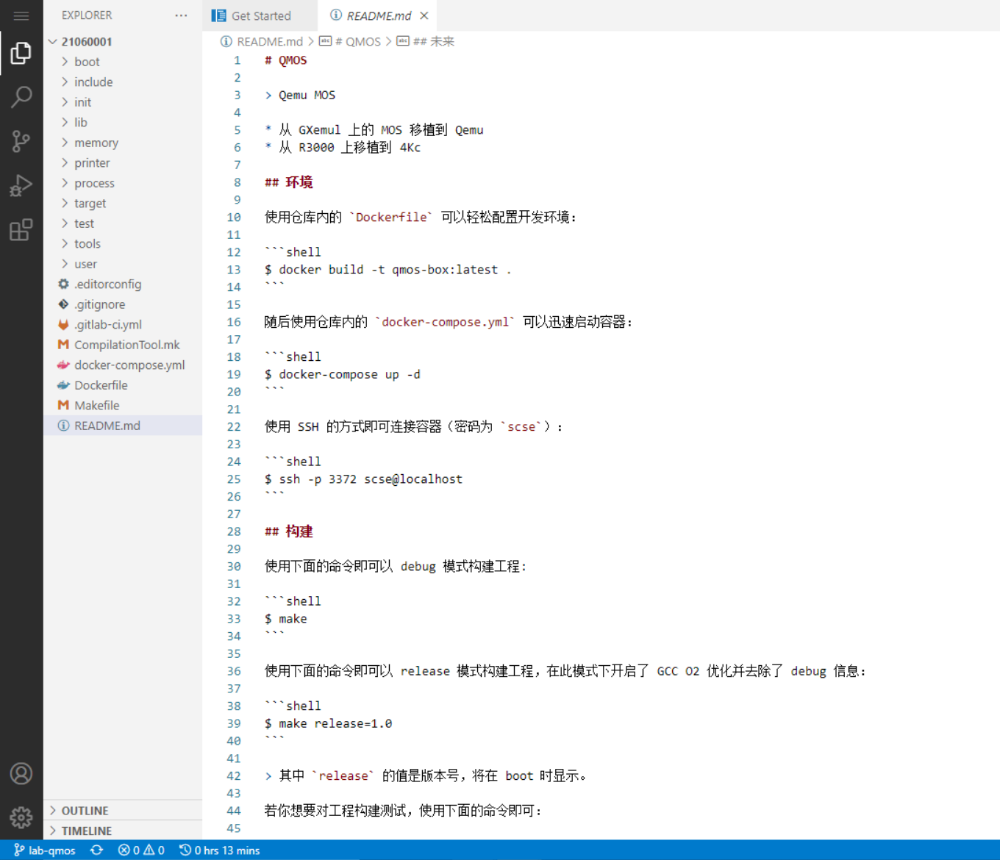 EXPLORER
···
Get Started
README.md
21060001
boot
include
init
lib
memory
printer
process
target
test
tools
user
.editorconfig
.gitignore
.gitlab-ci.yml
CompilationTool.mk
docker-compose.yml
Dockerfile
Makefile
README.md
OUTLINE
TIMELINE
README.md > # QMOS > ## 未来
1 # QMOS
2
3 > Qemu MOS
4
5 * 从 GXemul 上的 MOS 移植到 Qemu
6 * 从 R3000 上移植到 4Kc
7
8 ## 环境
9
10 使用仓库内的 `Dockerfile` 可以轻松配置开发环境：
11
12 ```shell
13 $ docker build -t qmos-box:latest .
14 ```
15
16 随后使用仓库内的 `docker-compose.yml` 可以迅速启动容器：
17
18 ```shell
19 $ docker-compose up -d
20 ```
21
22 使用 SSH 的方式即可连接容器（密码为 `scse`）：
23
24 ```shell
25 $ ssh -p 3372 scse@localhost
26 ```
27
28 ## 构建
29
30 使用下面的命令即可以 debug 模式构建工程：
31
32 ```shell
33 $ make
34 ```
35
36 使用下面的命令即可以 release 模式构建工程，在此模式下开启了 GCC O2 优化并去除了 debug 信息：
37
38 ```shell
39 $ make release=1.0
40 ```
41
42 > 其中 `release` 的值是版本号，将在 boot 时显示。
43
44 若你想要对工程构建测试，使用下面的命令即可：
45
lab-qmos 0 0 0 hrs 13 mins